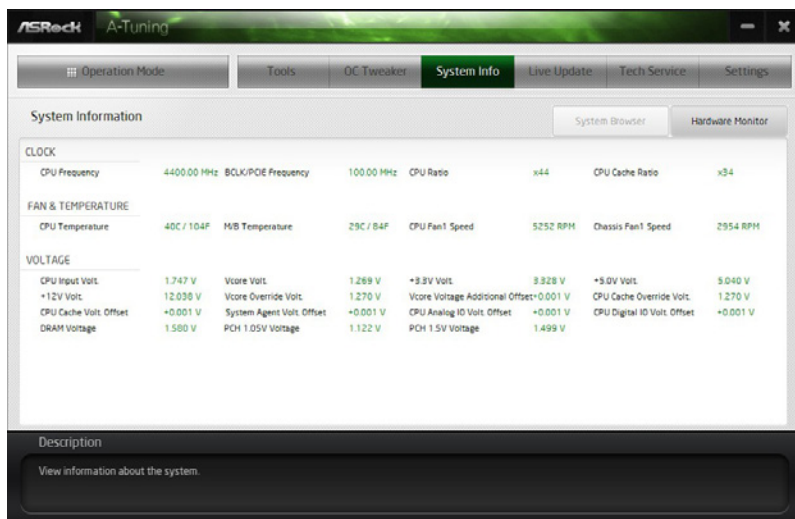 ASRock A-Tuning
Operation Mode Tools OC Tweaker System Info Live Update Tech Service Settings
System Information System Browser Hardware Monitor
CLOCK
CPU Frequency 4400.00 MHz BCLK/PCIE Frequency 100.00 MHz CPU Ratio x44 CPU Cache Ratio x34
FAN & TEMPERATURE
CPU Temperature 40C / 104F M/B Temperature 29C / 84F CPU Fan1 Speed 5252 RPM Chassis Fan1 Speed 2954 RPM
VOLTAGE
CPU Input Volt. 1.747 V Vcore Volt. 1.269 V +3.3V Volt. 3.328 V +5.0V Volt. 5.040 V
+12V Volt. 12.038 V Vcore Override Volt. 1.270 V Vcore Voltage Additional Offset +0.001 V CPU Cache Override Volt. 1.270 V
CPU Cache Volt. Offset +0.001 V System Agent Volt. Offset +0.001 V CPU Analog IO Volt. Offset +0.001 V CPU Digital IO Volt. Offset +0.001 V
DRAM Voltage 1.580 V PCH 1.05V Voltage 1.122 V PCH 1.5V Voltage 1.499 V
Description
View information about the system.